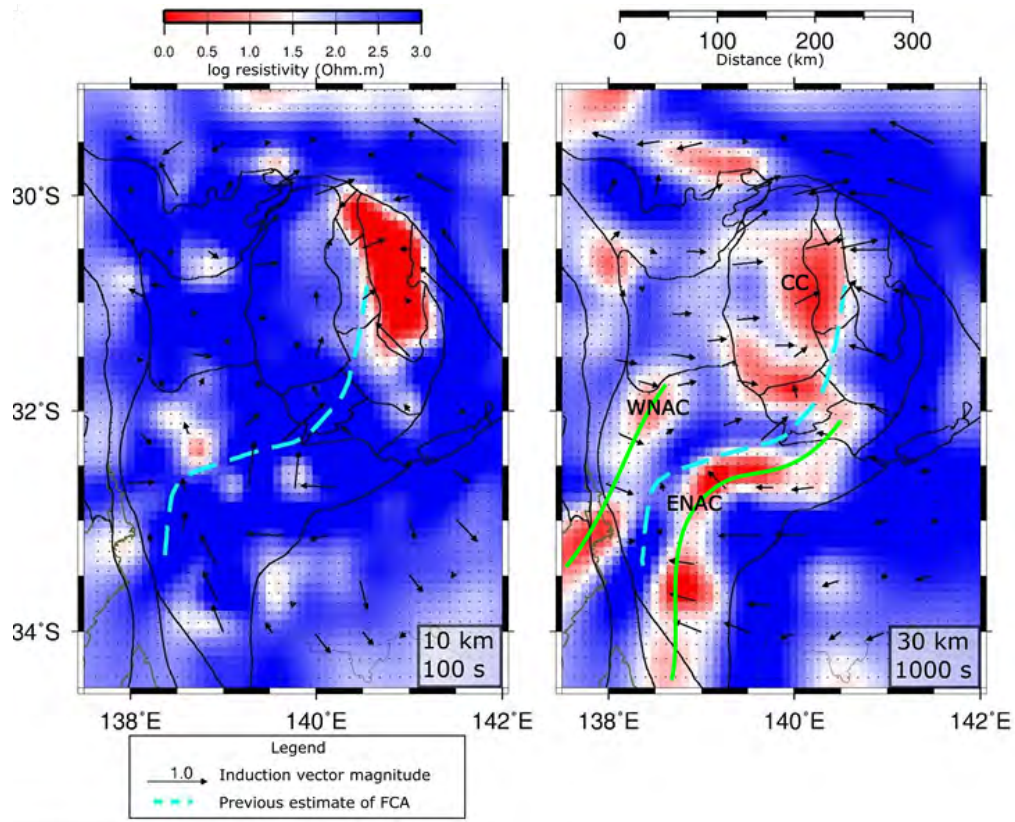 0.0 0.5 1.0 1.5 2.0 2.5 3.0
log resistivity (Ohm.m)
0 100 200 300
Distance (km)
30°S
32°S
34°S
10 km
100 s
138°E 140°E 142°E
CC
WNAC
ENAC
30 km
1000 s
138°E 140°E 142°E
Legend
1.0 Induction vector magnitude
Previous estimate of FCA